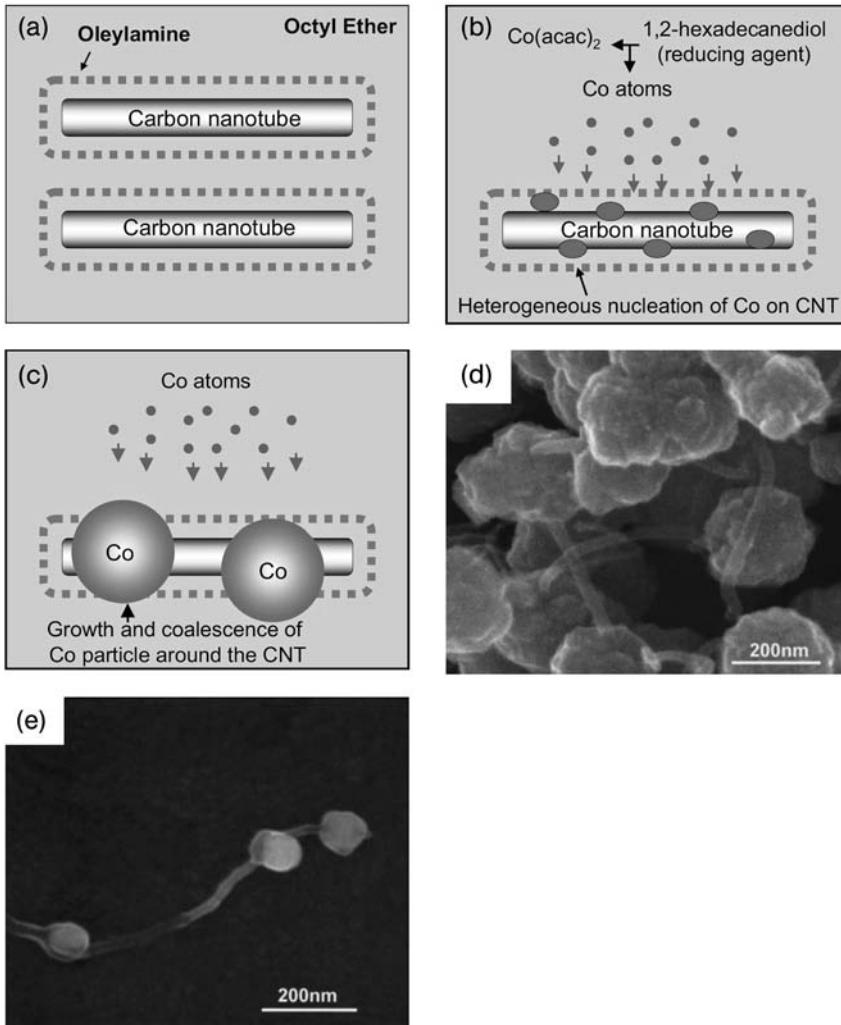 (a)
Octyl Ether
Oleylamine
Carbon nanotube
Carbon nanotube
(b)
Co(acac)₂
1,2-hexadecanediol
(reducing agent)
Co atoms
Carbon nanotube
Heterogeneous nucleation of Co on CNT
(c)
Co atoms
Co
Co
Growth and coalescence of
Co particle around the CNT
(d)
200nm
(e)
200nm